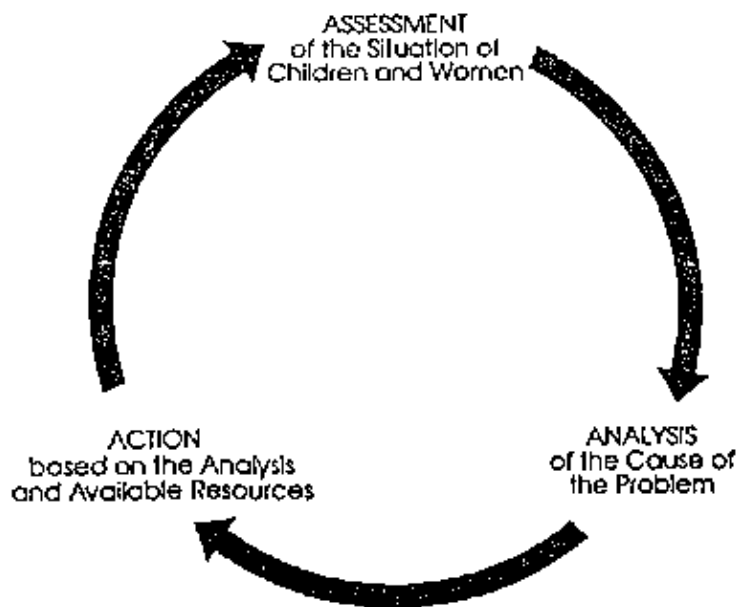 ASSESSMENT
of the Situation of
Children and Women
ACTION
based on the Analysis
and Available Resources
ANALYSIS
of the Cause of
the Problem